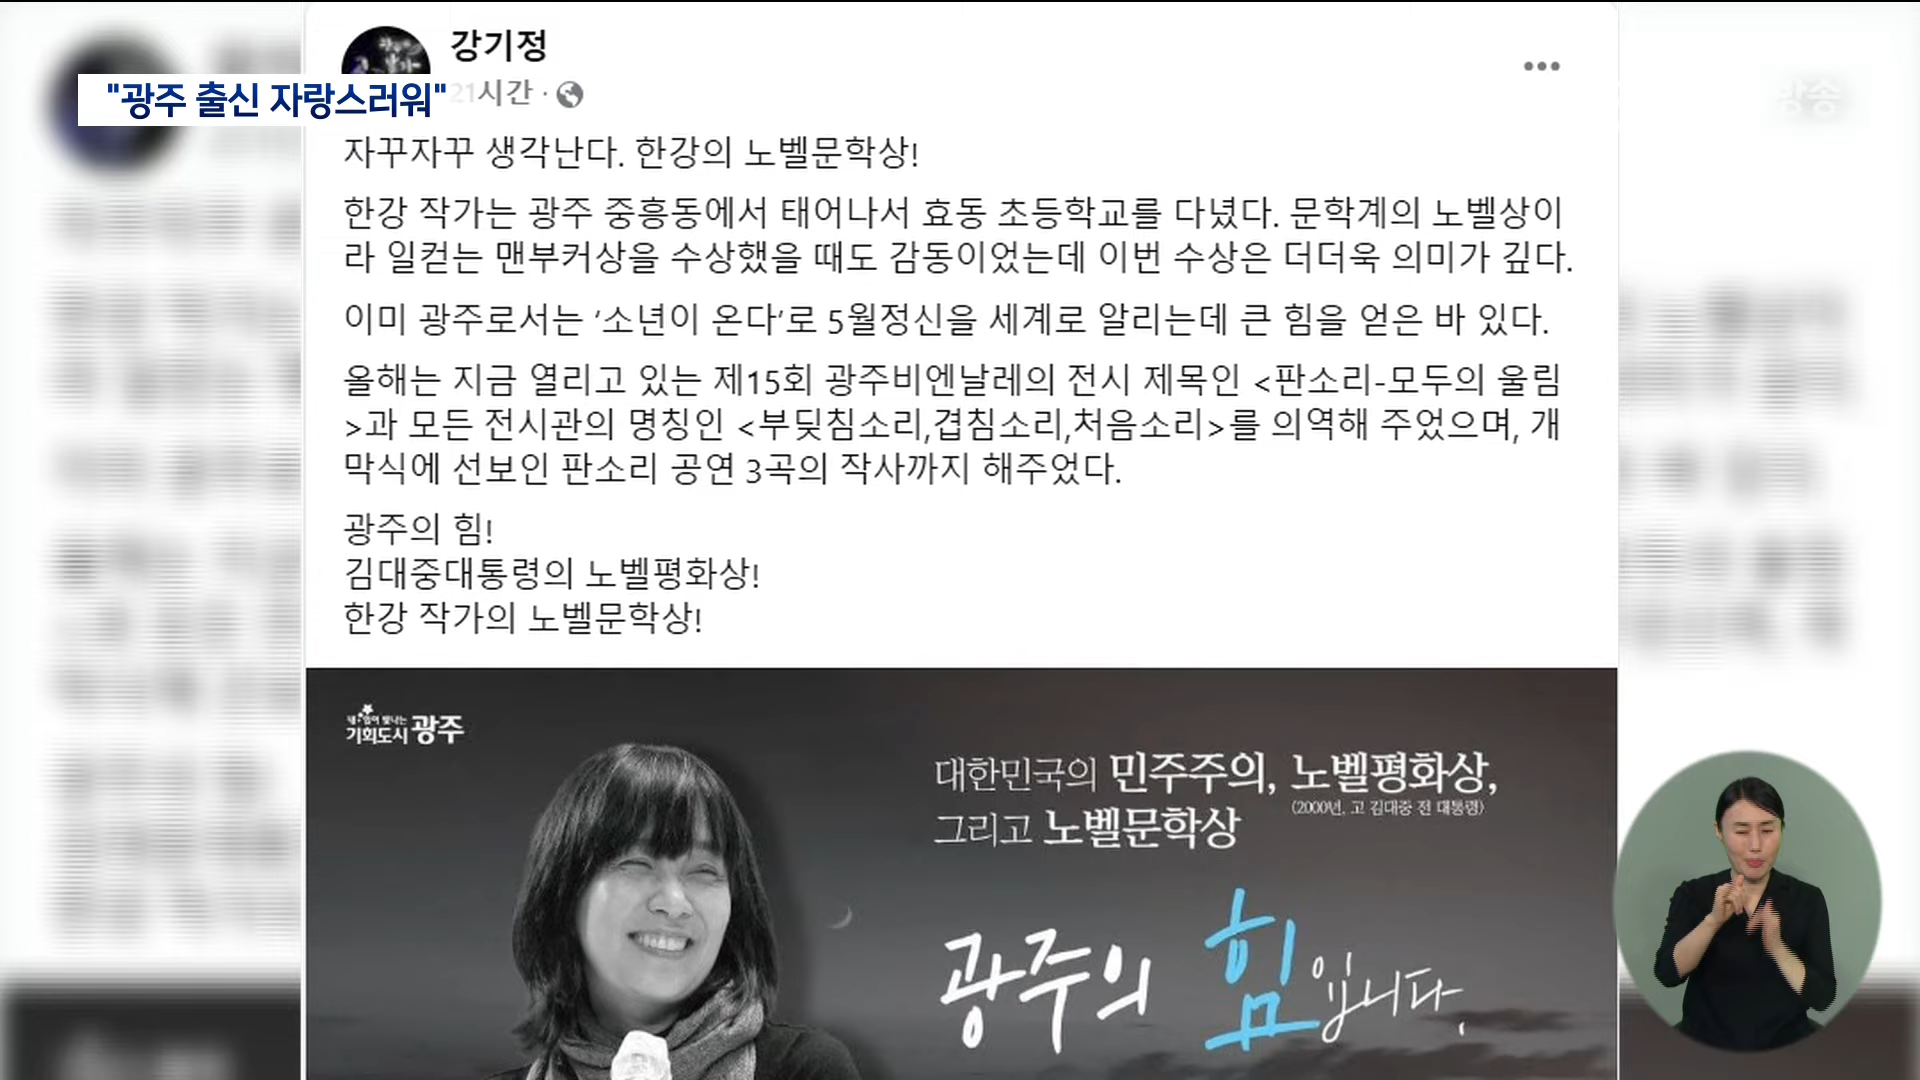 강기정
"광주 출신 자랑스러워"
21시간 ·
방송
자꾸자꾸 생각난다. 한강의 노벨문학상!
한강 작가는 광주 중흥동에서 태어나서 효동 초등학교를 다녔다. 문학계의 노벨상이
라 일컫는 맨부커상을 수상했을 때도 감동이었는데 이번 수상은 더더욱 의미가 깊다.
이미 광주로서는 ‘소년이 온다’로 5월정신을 세계로 알리는데 큰 힘을 얻은 바 있다.
올해는 지금 열리고 있는 제15회 광주비엔날레의 전시 제목인 <판소리-모두의 울림
>과 모든 전시관의 명칭인 <부딪침소리,겹침소리,처음소리>를 의역해 주었으며, 개
막식에 선보인 판소리 공연 3곡의 작사까지 해주었다.
광주의 힘!
김대중대통령의 노벨평화상!
한강 작가의 노벨문학상!
내☆일이 빛나는
기회도시 광주
대한민국의 민주주의, 노벨평화상,
(2000년, 고 김대중 전 대통령)
그리고 노벨문학상
광주의 힘입니다.